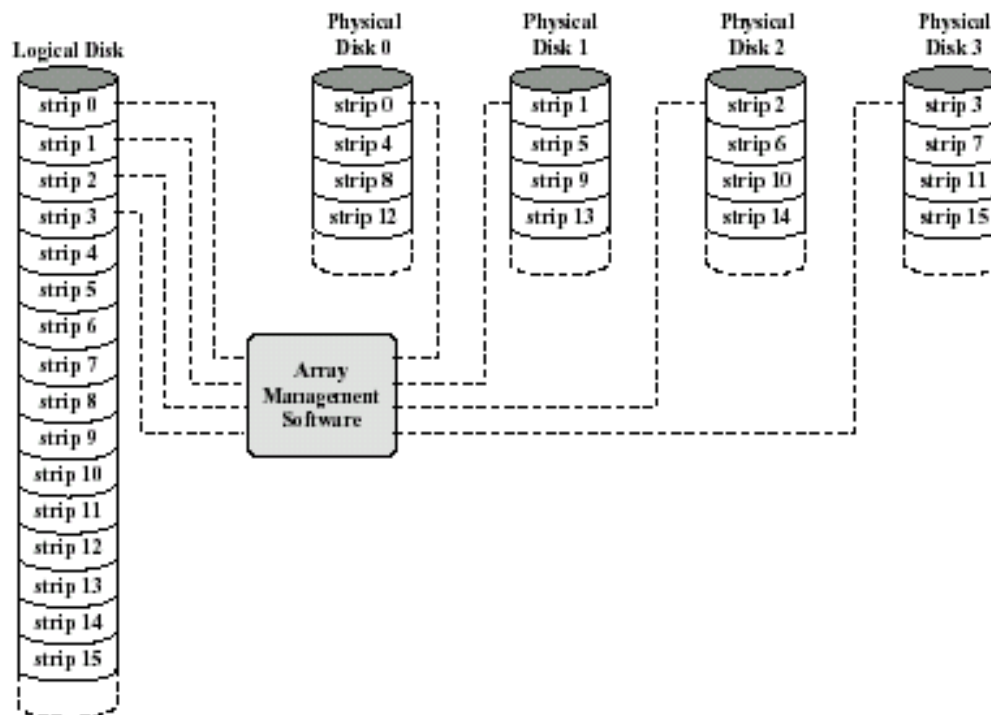 Logical Disk
strip 0
strip 1
strip 2
strip 3
strip 4
strip 5
strip 6
strip 7
strip 8
strip 9
strip 10
strip 11
strip 12
strip 13
strip 14
strip 15
Physical
Disk 0
strip 0
strip 4
strip 8
strip 12
Physical
Disk 1
strip 1
strip 5
strip 9
strip 13
Physical
Disk 2
strip 2
strip 6
strip 10
strip 14
Physical
Disk 3
strip 3
strip 7
strip 11
strip 15
Array
Management
Software